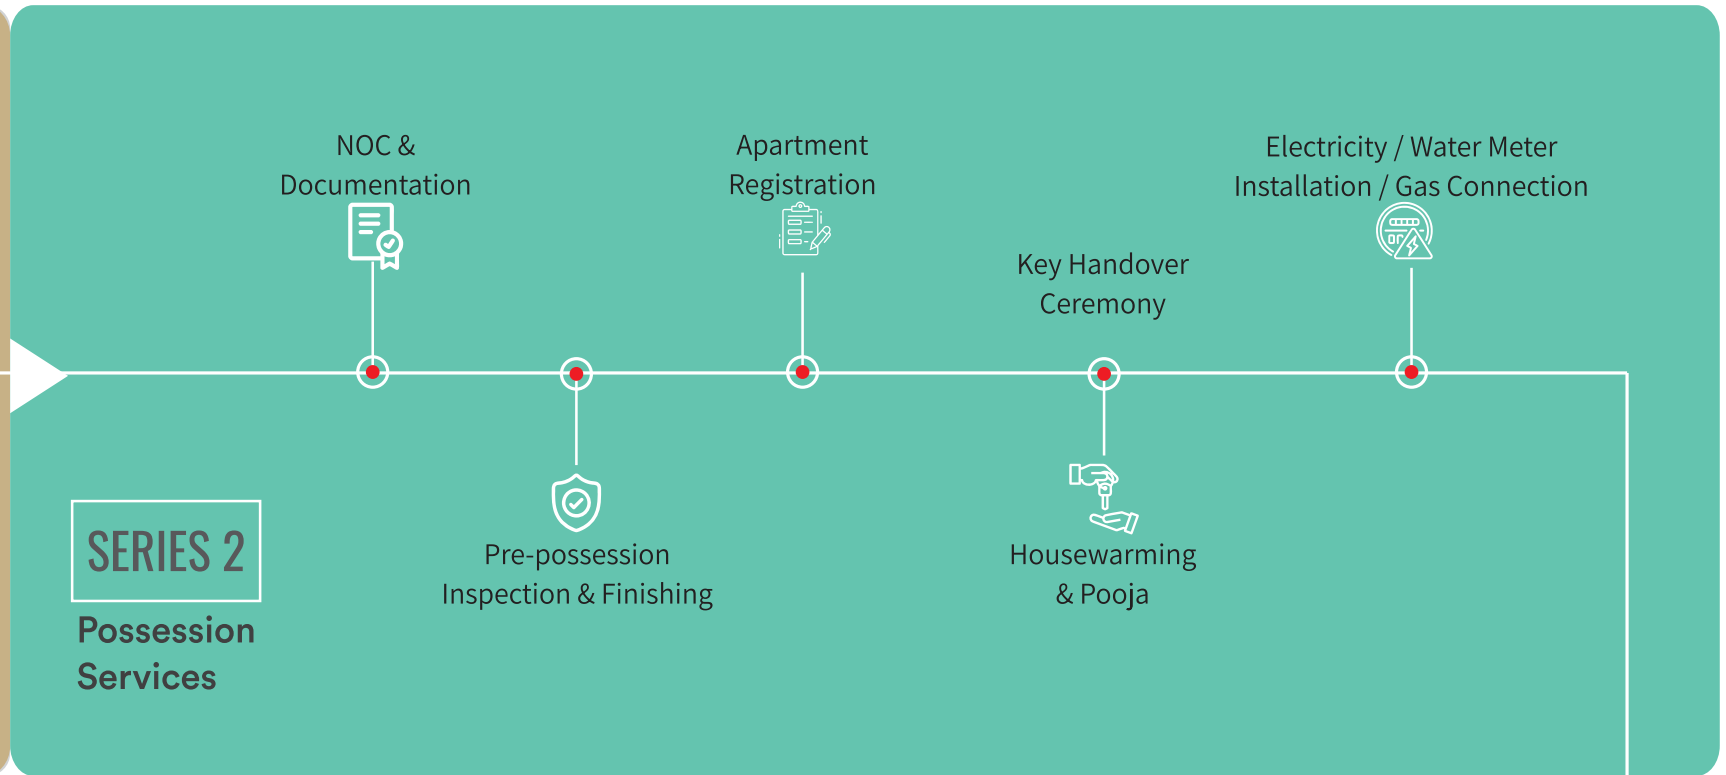 NOC &
Documentation
Apartment
Registration
Electricity / Water Meter
Installation / Gas Connection
Key Handover
Ceremony
SERIES 2
Possession
Services
Pre-possession
Inspection & Finishing
Housewarming
& Pooja